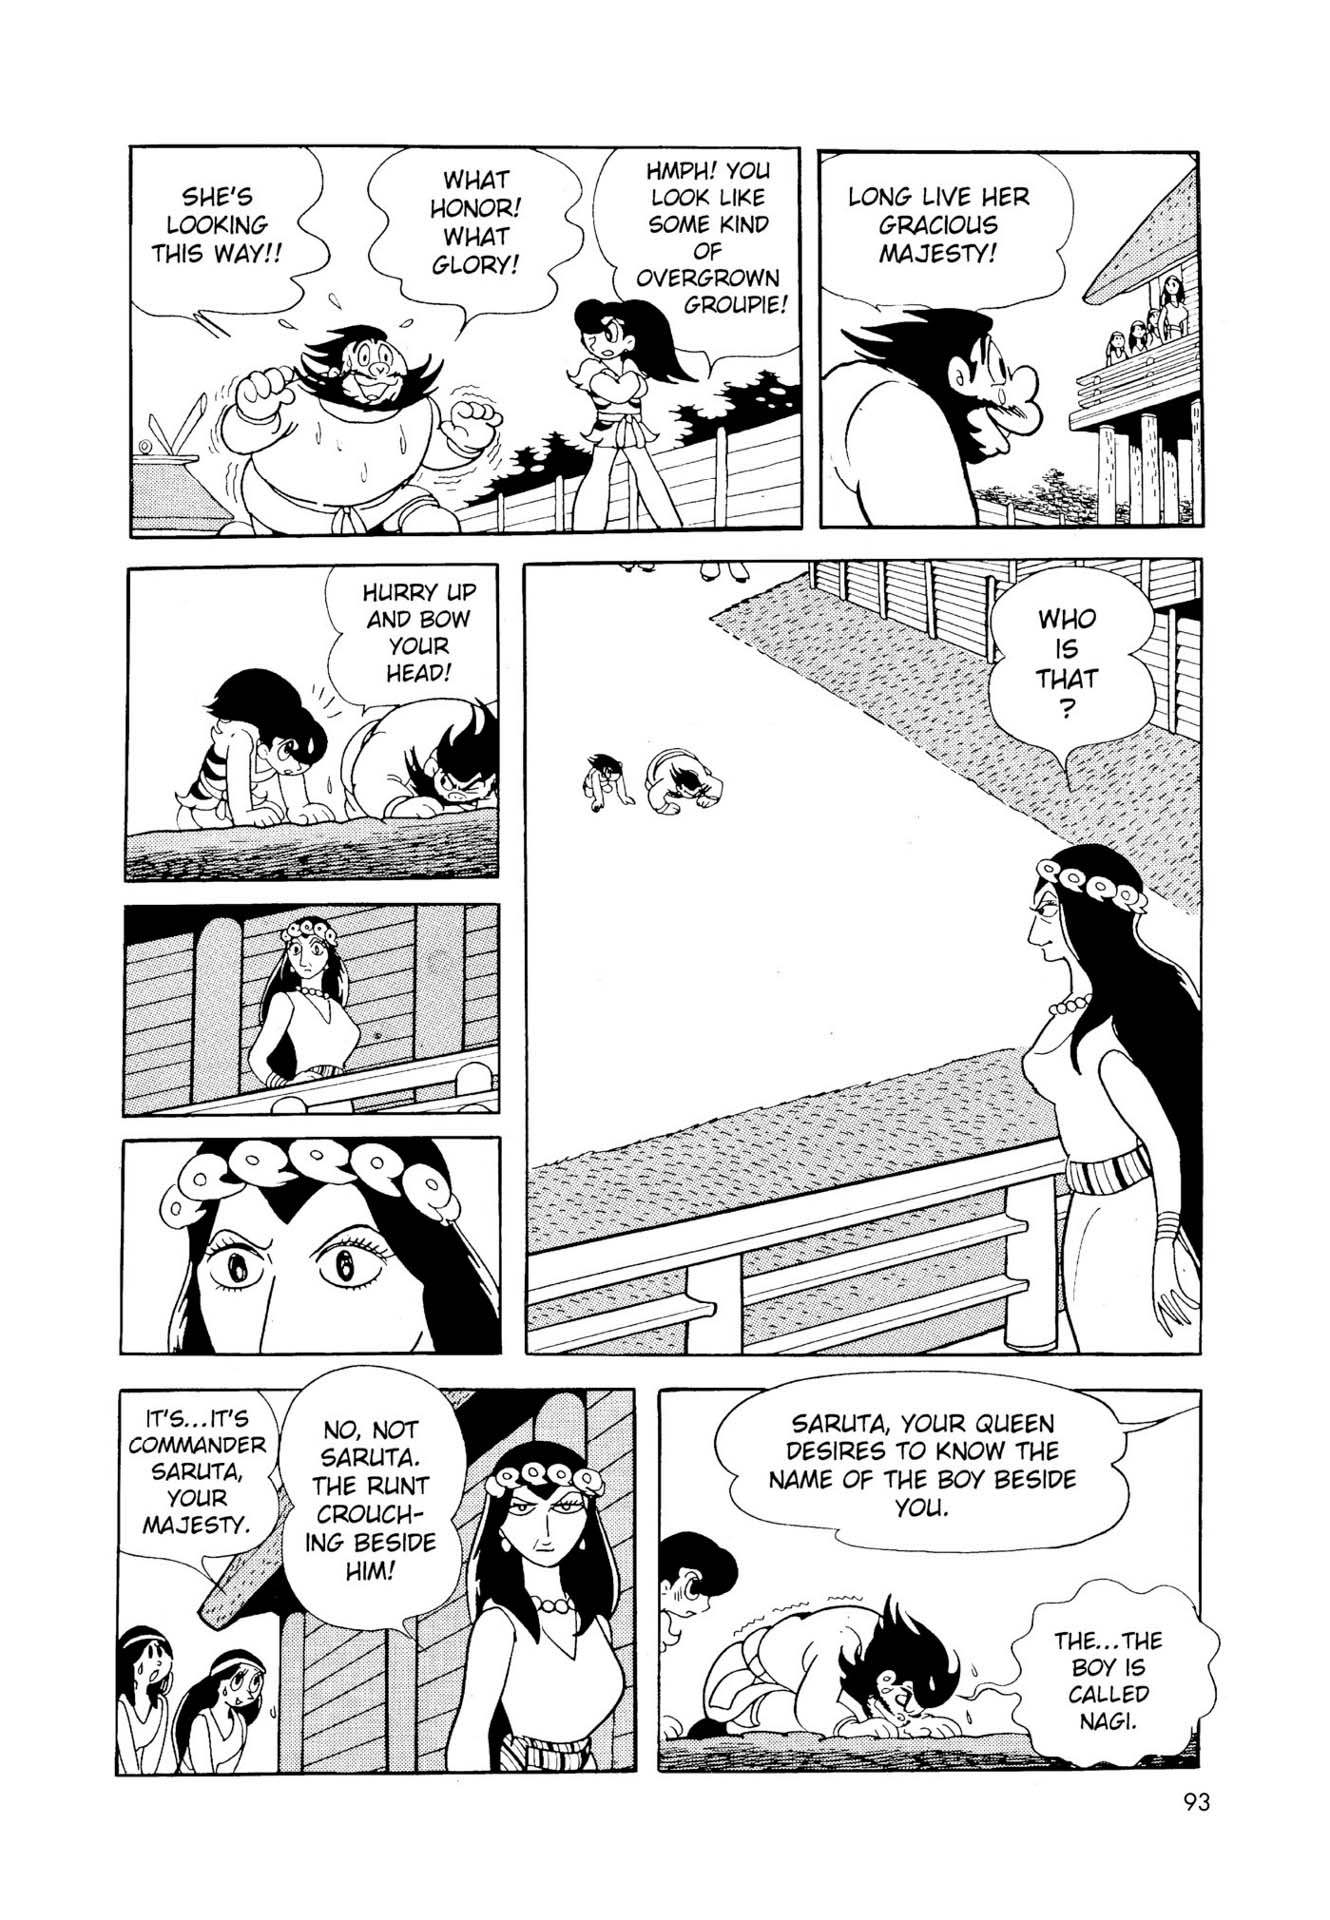 SHE'S
LOOKING
THIS WAY!!
WHAT
HONOR!
WHAT
GLORY!
HMPH! YOU
LOOK LIKE
SOME KIND
OF
OVERGROWN
GROUPIE!
LONG LIVE HER
GRACIOUS
MAJESTY!
HURRY UP
AND BOW
YOUR
HEAD!
WHO
IS
THAT
?
IT'S...IT'S
COMMANDER
SARUTA,
YOUR
MAJESTY.
NO, NOT
SARUTA.
THE RUNT
CROUCH-
ING BESIDE
HIM!
SARUTA, YOUR QUEEN
DESIRES TO KNOW THE
NAME OF THE BOY BESIDE
YOU.
THE...THE
BOY IS
CALLED
NAGI.
93